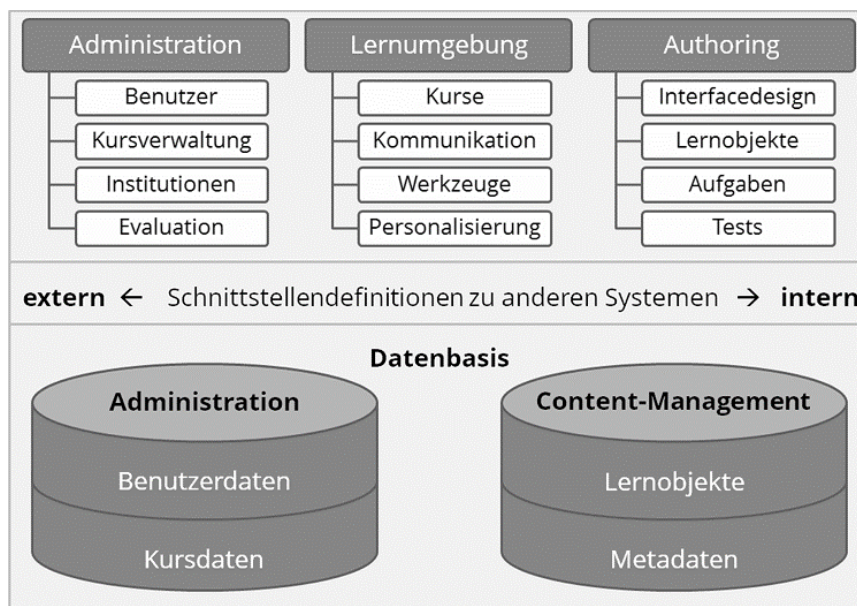 Administration
Benutzer
Kursverwaltung
Institutionen
Evaluation
Lernumgebung
Kurse
Kommunikation
Werkzeuge
Personalisierung
Authoring
Interfacedesign
Lernobjekte
Aufgaben
Tests
extern ← Schnittstellendefinitionen zu anderen Systemen → intern
Datenbasis
Administration
Benutzerdaten
Kursdaten
Content-Management
Lernobjekte
Metadaten